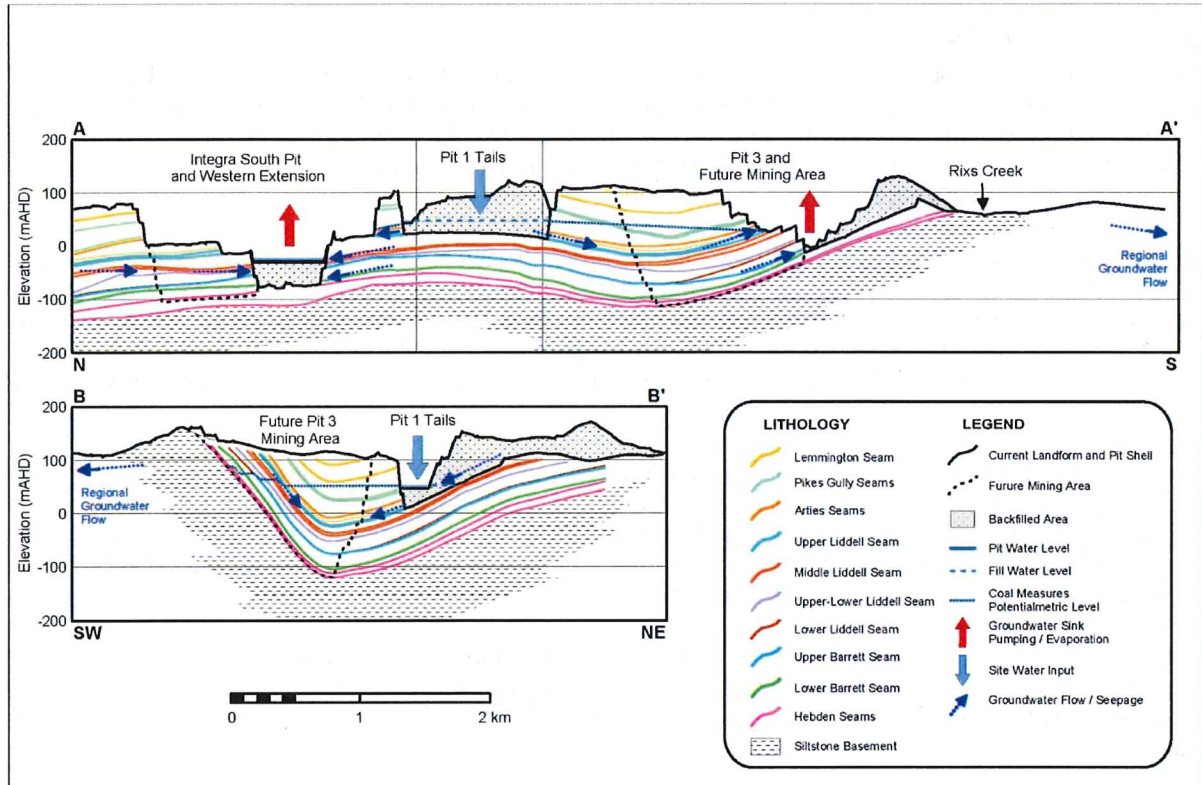 A
A'
200
100
0
-100
-200
Elevation (mAHD)
Integra South Pit
and Western Extension
Pit 1 Tails
Pit 3 and
Future Mining Area
Rixs Creek
Regional
Groundwater
Flow
N
S
B
B'
200
100
0
-100
-200
Elevation (mAHD)
Future Pit 3
Mining Area
Pit 1 Tails
Regional
Groundwater
Flow
SW
NE
0
1
2 km
LITHOLOGY
Lemmington Seam
Pikes Gully Seams
Arties Seams
Upper Liddell Seam
Middle Liddell Seam
Upper-Lower Liddell Seam
Lower Liddell Seam
Upper Barrett Seam
Lower Barrett Seam
Hebden Seams
Siltstone Basement
LEGEND
Current Landform and Pit Shell
Future Mining Area
Backfilled Area
Pit Water Level
Fill Water Level
Coal Measures
Potentialmetric Level
Groundwater Sink
Pumping / Evaporation
Site Water Input
Groundwater Flow / Seepage